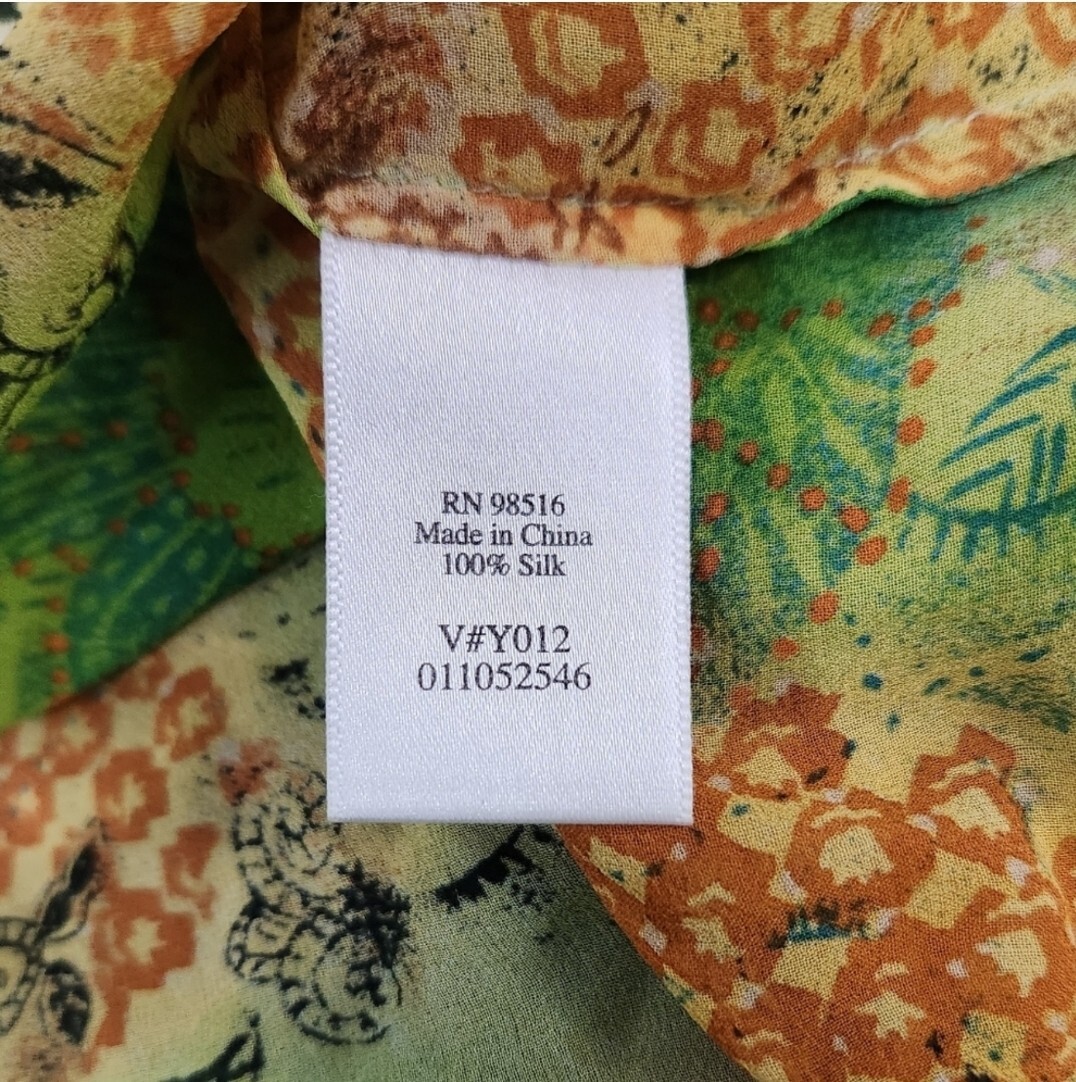 RN 98516
Made in China
100% Silk
V#Y012
011052546